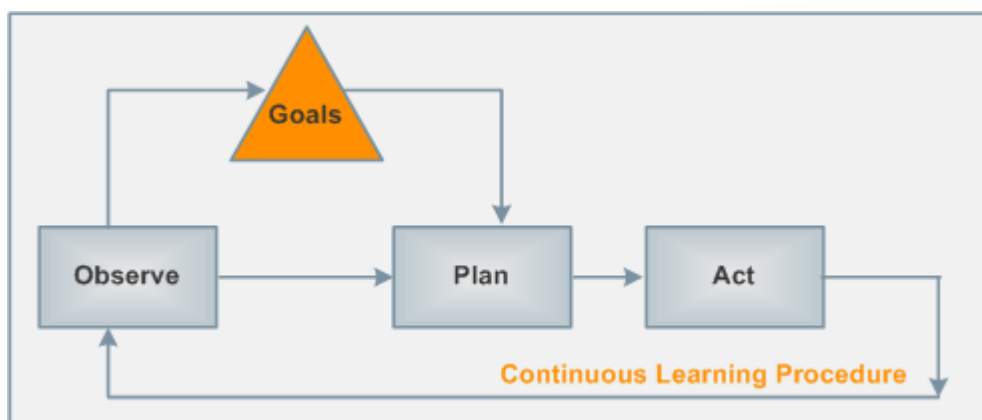 Goals
Observe
Plan
Act
Continuous Learning Procedure